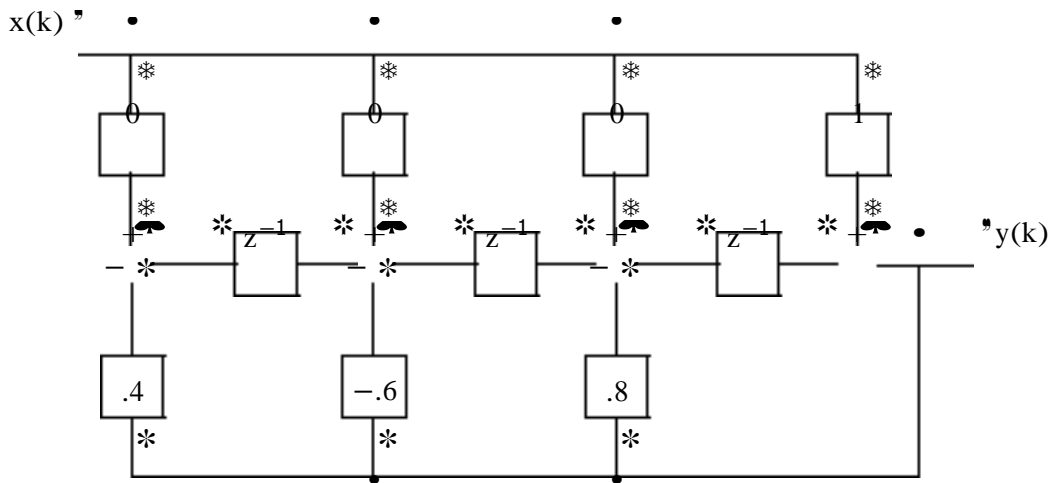 x(k)
0 0 0 1
+ z⁻¹ + z⁻¹ + z⁻¹ + y(k)
− − −
.4 −.6 .8